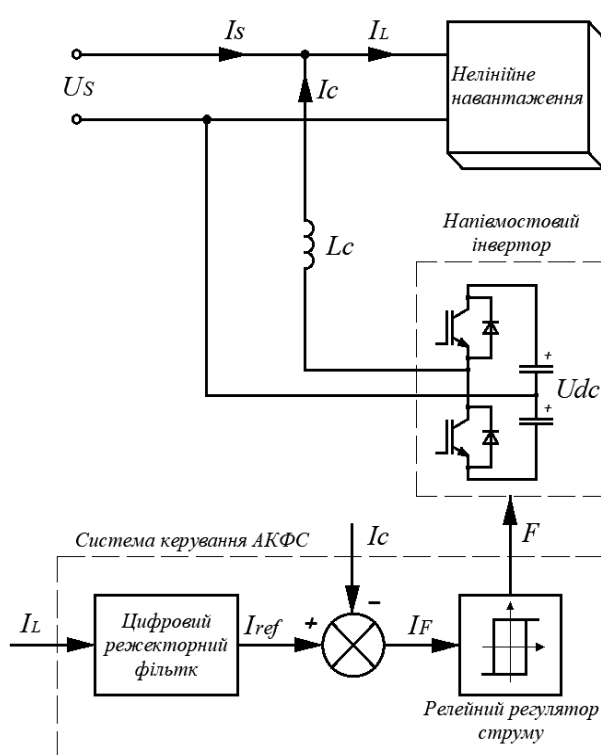 Is
IL
Нелінійне
навантаження
Us
Ic
Lc
Напівмостовий
інвертор
+
Udc
+
Система керування АКФС
Ic
F
–
IL
Цифровий
режекторний
фільтк
Iref
+
IF
Релейний регулятор
струму